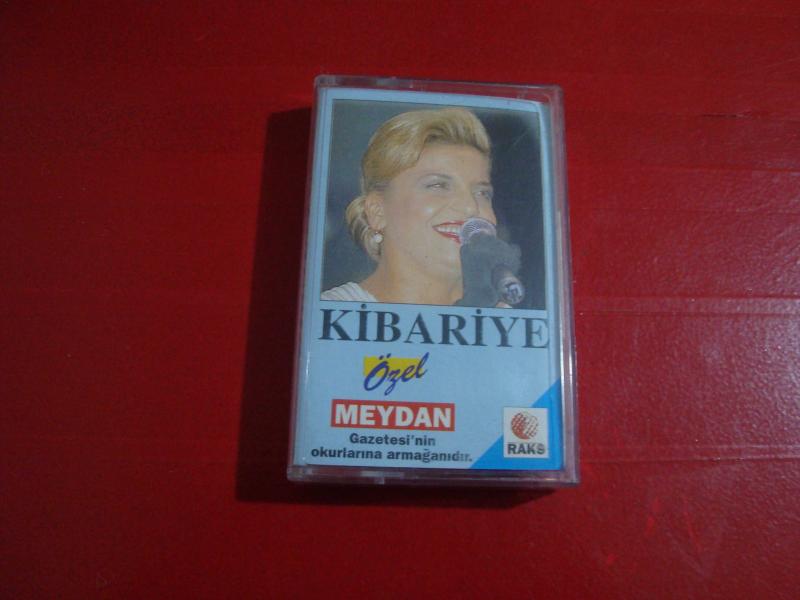 KİBARİYE
Özel
MEYDAN
Gazetesi'nin
okurlarına armağanıdır.
RAKS